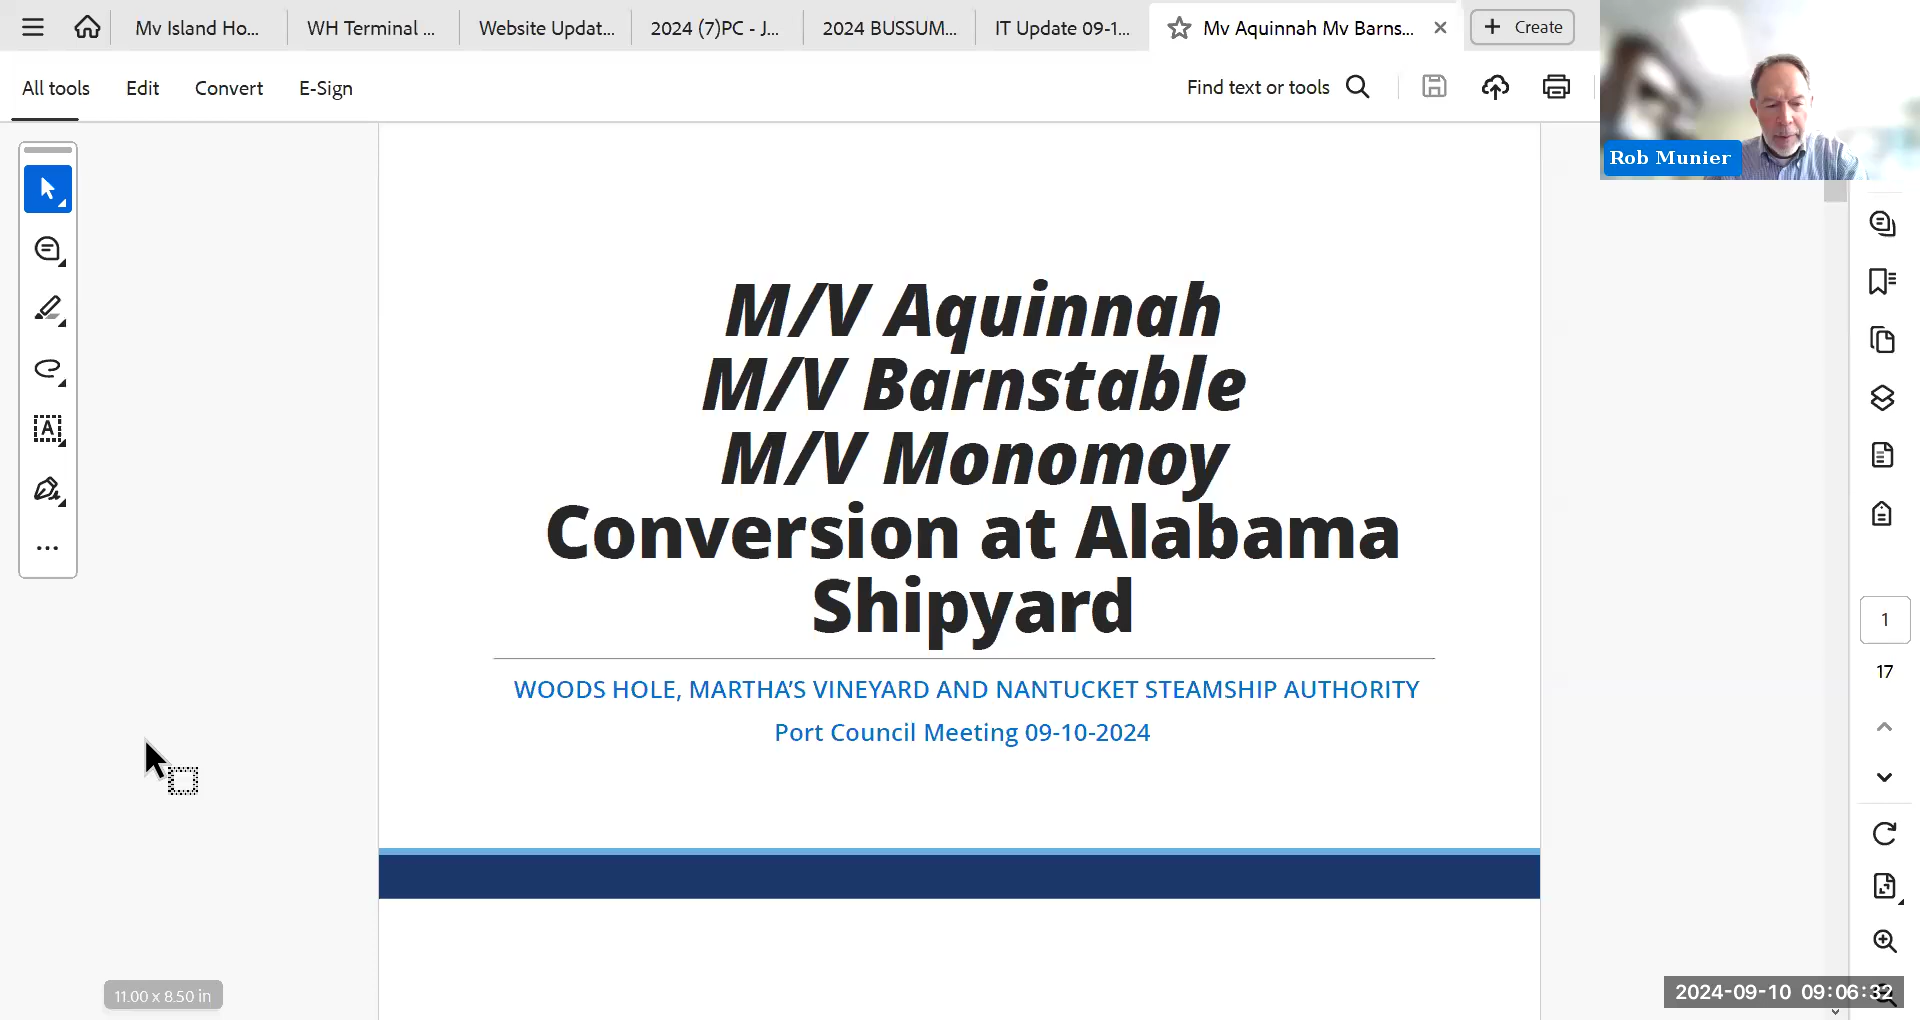 Mv Island Ho...
WH Terminal ...
Website Updat...
2024 (7)PC - J...
2024 BUSSUM...
IT Update 09-1...
Mv Aquinnah Mv Barns...
Create
All tools
Edit
Convert
E-Sign
Find text or tools
Rob Munier
M/V Aquinnah
M/V Barnstable
M/V Monomoy
Conversion at Alabama
Shipyard
WOODS HOLE, MARTHA'S VINEYARD AND NANTUCKET STEAMSHIP AUTHORITY
Port Council Meeting 09-10-2024
1
17
11.00 x 8.50 in
2024-09-10 09:06:32